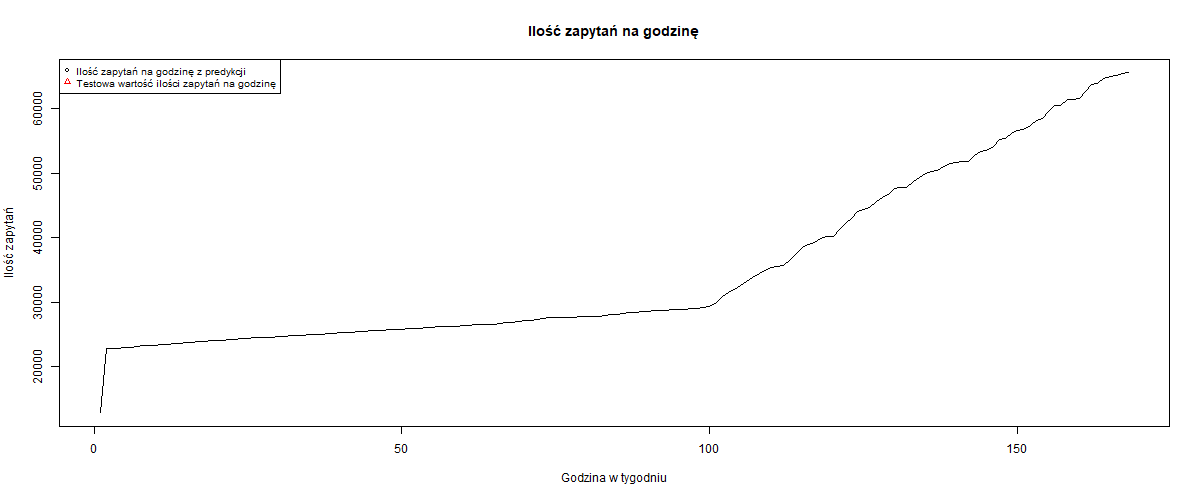 Ilość zapytań na godzinę
Ilość zapytań na godzinę z predykcji
Testowa wartość ilości zapytań na godzinę
Ilość zapytań
60000
50000
40000
30000
20000
0 50 100 150
Godzina w tygodniu